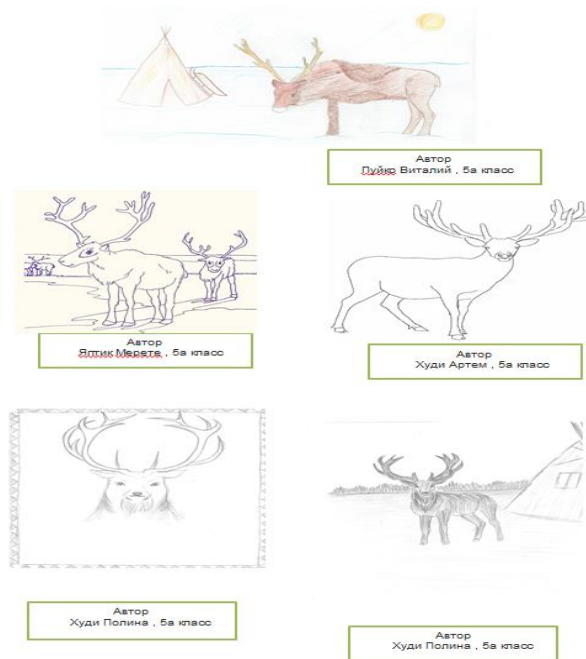 Автор
Пуйко Виталий , 5а класс
Автор
Яптик Мерете , 5а класс
Автор
Худи Артем , 5а класс
Автор
Худи Полина , 5а класс
Автор
Худи Полина , 5а класс